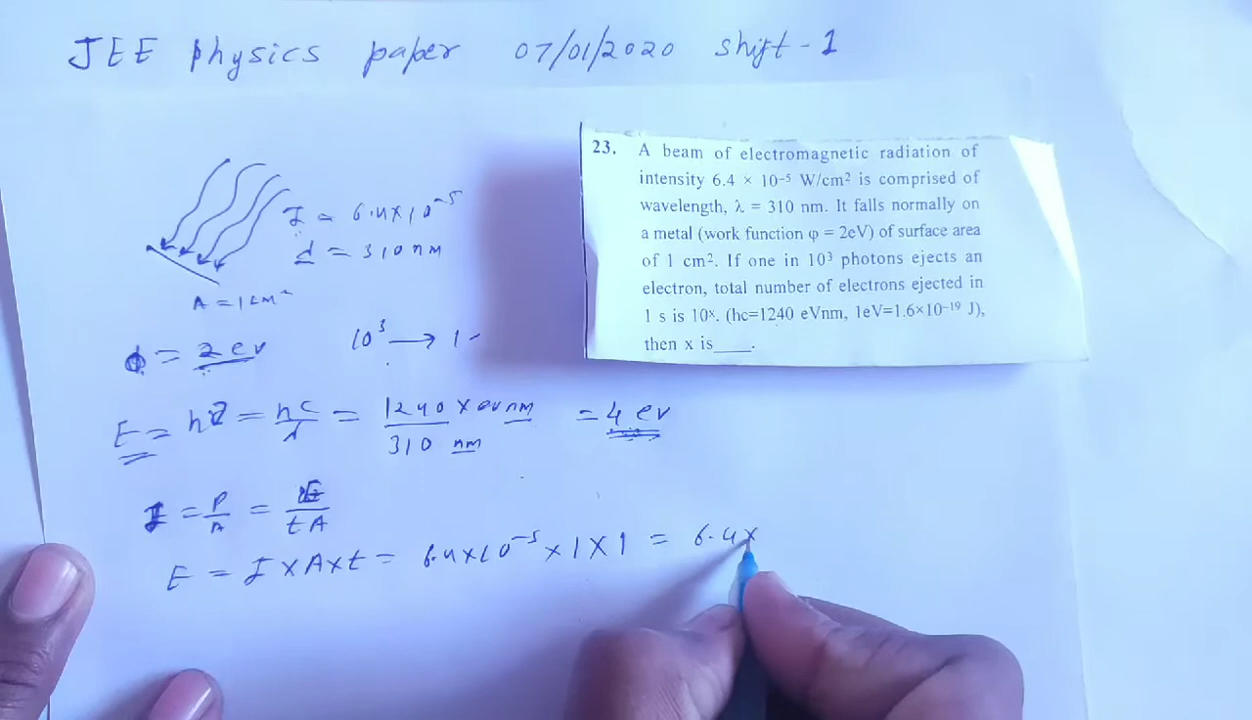 JEE physics paper 07/01/2020 shift-1
23. A beam of electromagnetic radiation of
intensity 6.4 × 10⁻⁵ W/cm² is comprised of
wavelength, λ = 310 nm. It falls normally on
a metal (work function φ = 2eV) of surface area
of 1 cm². If one in 10³ photons ejects an
electron, total number of electrons ejected in
1 s is 10ˣ. (hc=1240 eVnm, 1eV=1.6×10⁻¹⁹ J),
then x is____.
I = 6.4×10⁻⁵
λ = 310 nm
A = 1 cm²
ϕ = 2 ev
10³ → 1
E = hν = hc/λ = 1240 × ev nm / 310 nm = 4 ev
I = P/A = E/tA
E = I×A×t = 6.4×10⁻⁵ × 1 × 1 = 6.4×